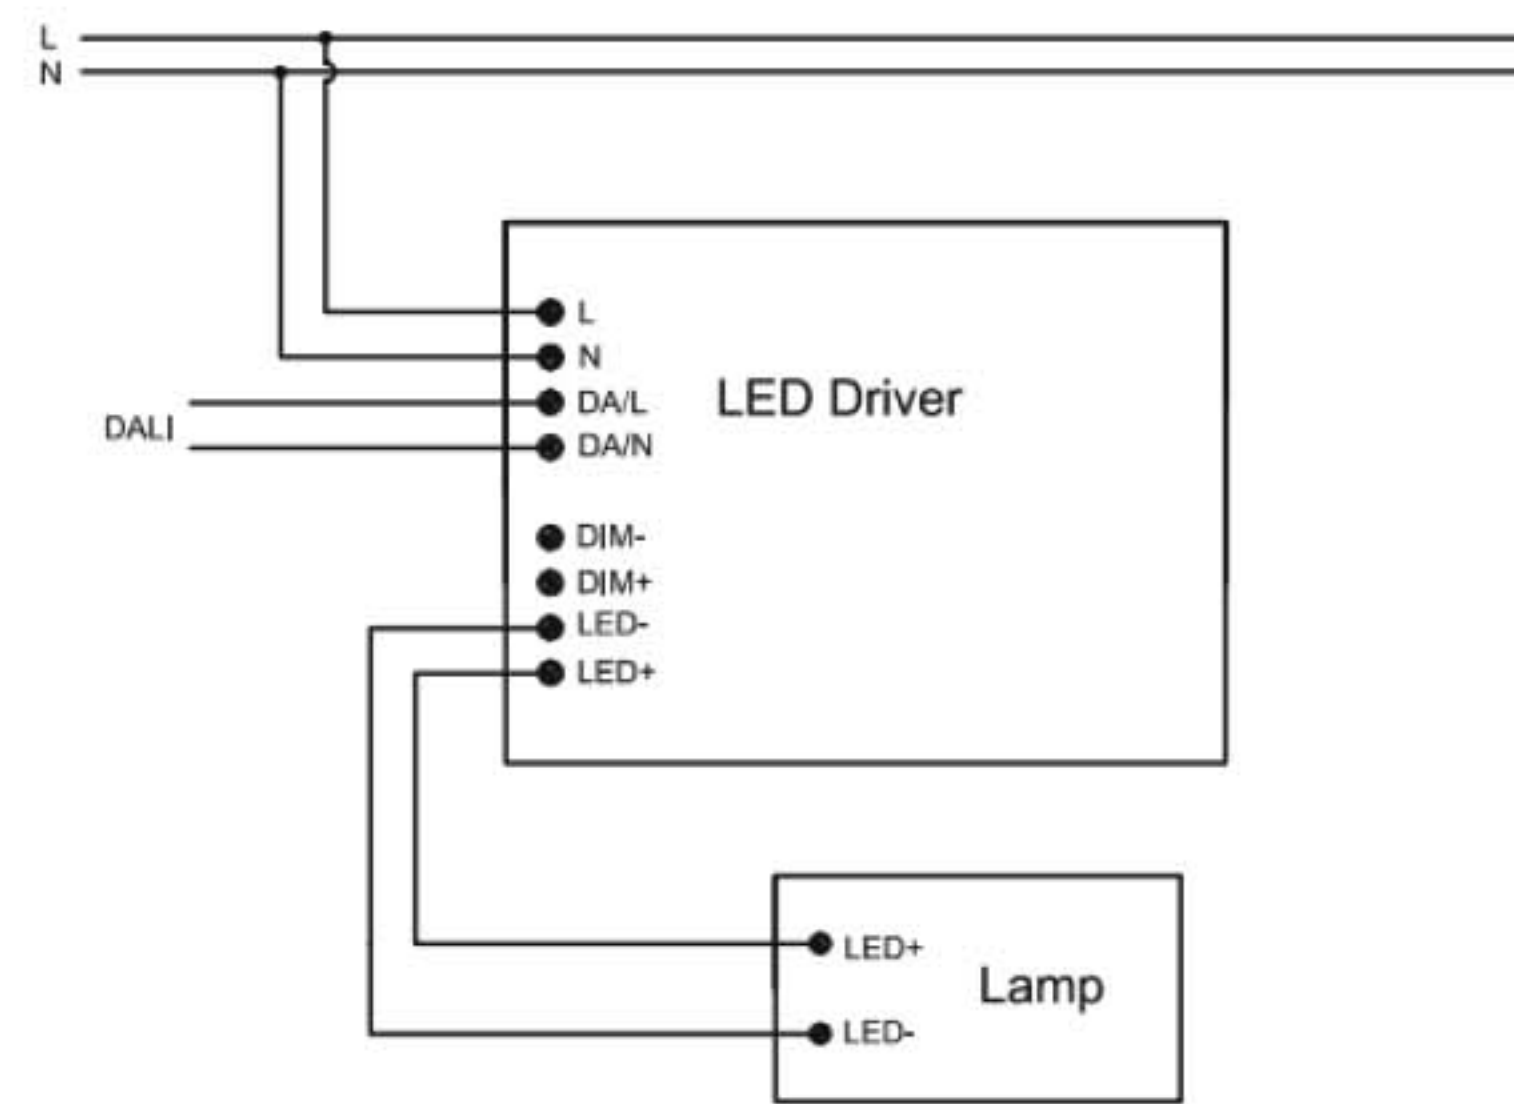 L
N
L
N
DA/L
LED Driver
DALI
DA/N
DIM-
DIM+
LED-
LED+
LED+
Lamp
LED-